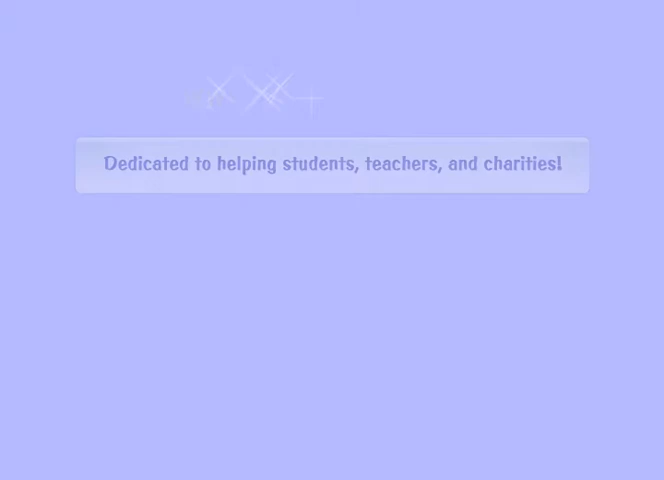 Dedicated to helping students, teachers, and charities!